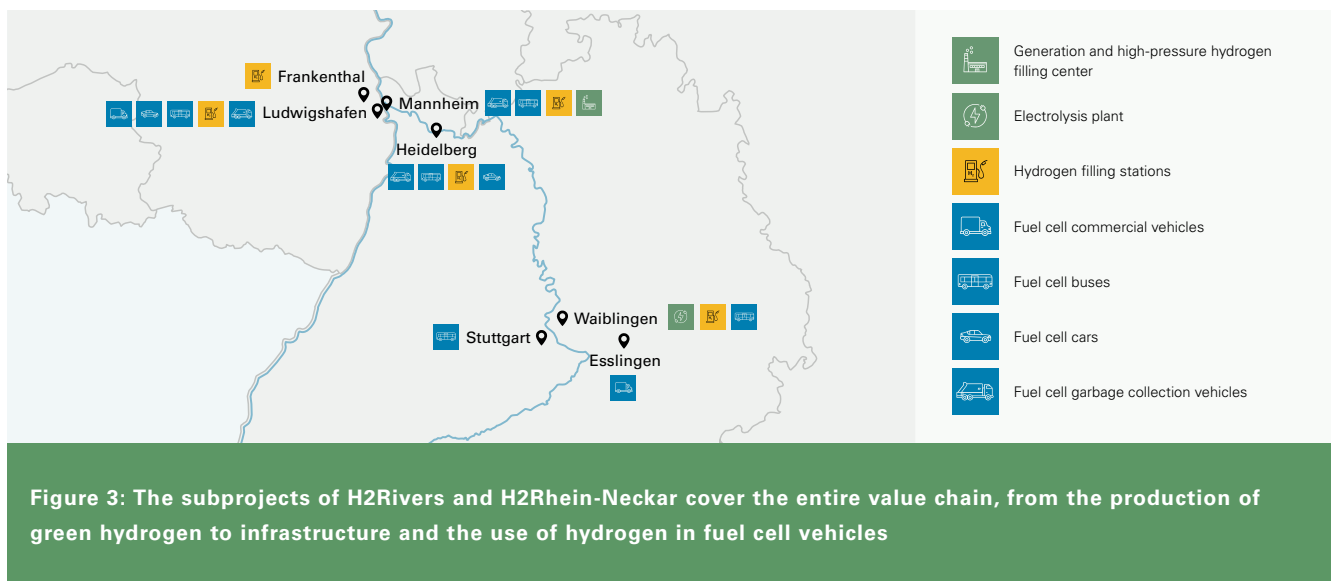 Frankenthal
Ludwigshafen
Mannheim
Heidelberg
Waiblingen
Stuttgart
Esslingen
Generation and high-pressure hydrogen
filling center
Electrolysis plant
Hydrogen filling stations
Fuel cell commercial vehicles
Fuel cell buses
Fuel cell cars
Fuel cell garbage collection vehicles
Figure 3: The subprojects of H2Rivers and H2Rhein-Neckar cover the entire value chain, from the production of
green hydrogen to infrastructure and the use of hydrogen in fuel cell vehicles